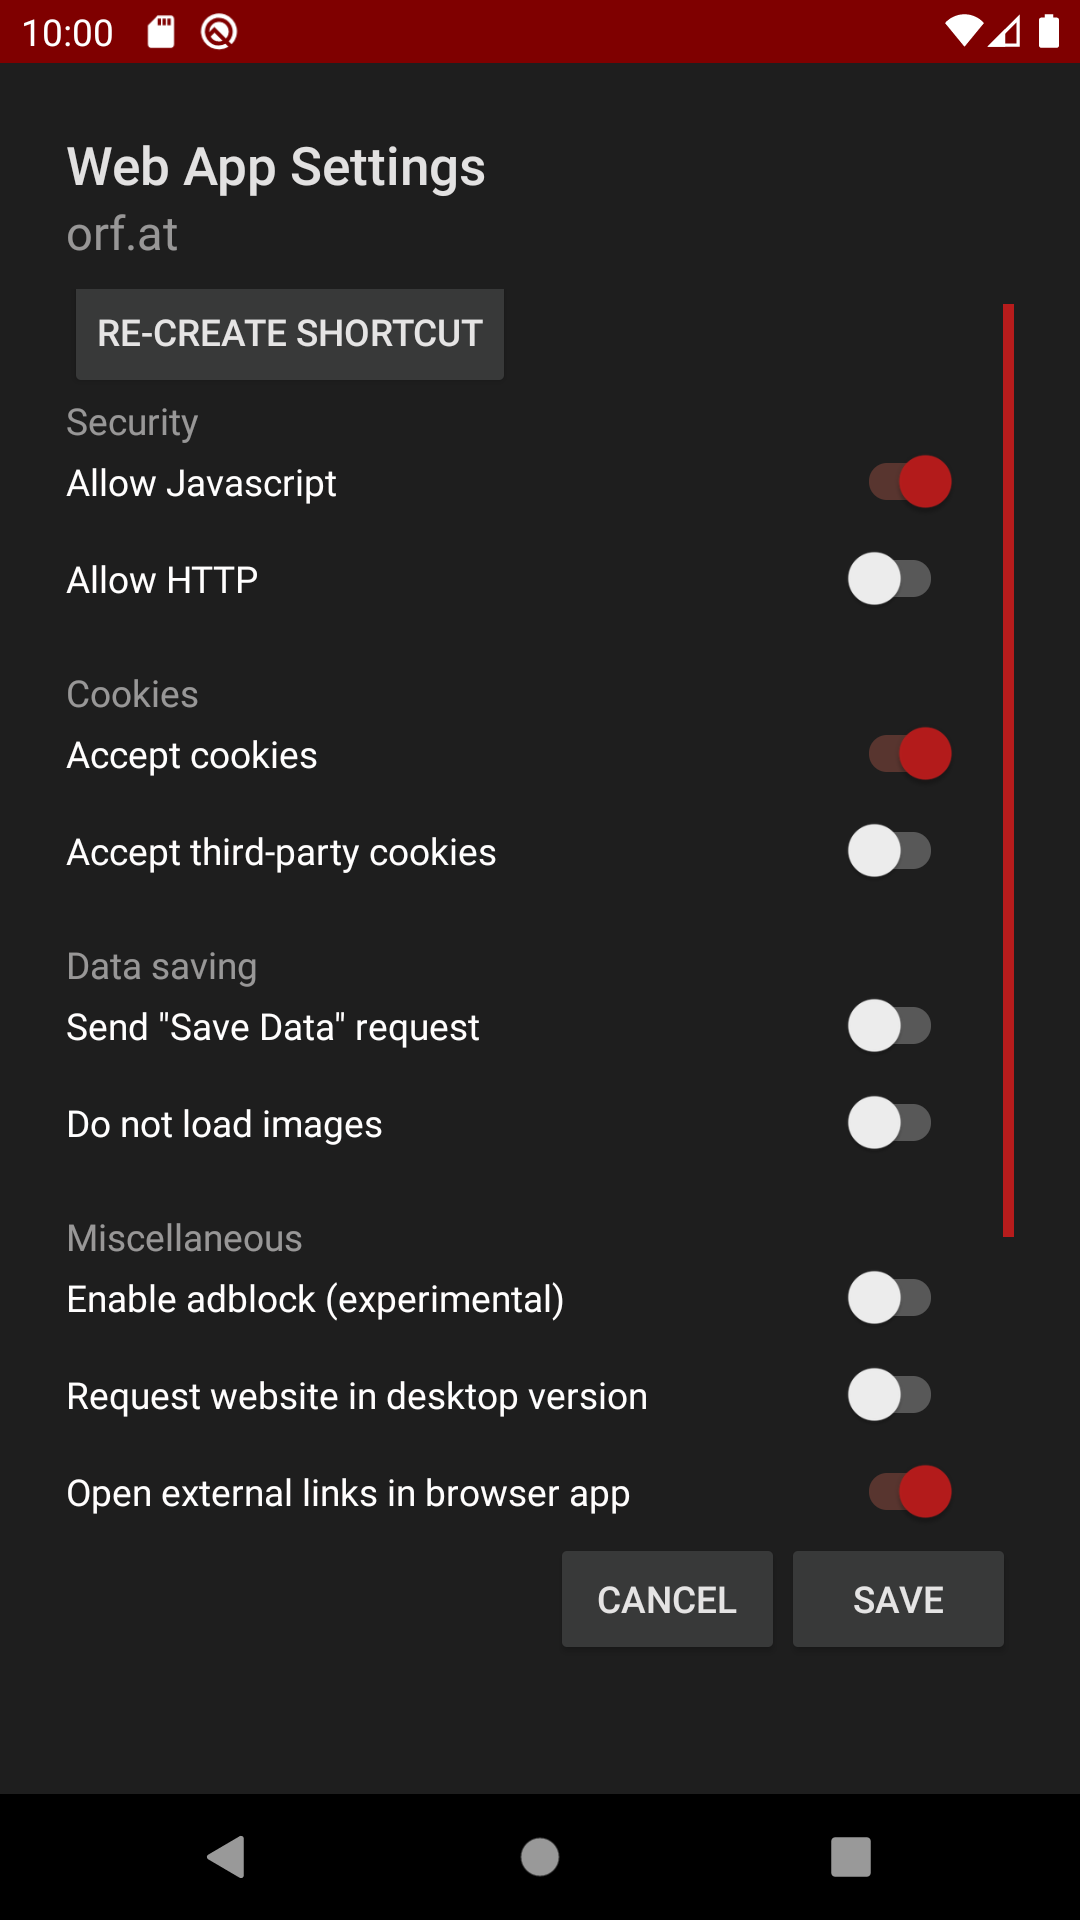 10:00
Web App Settings
orf.at
RE-CREATE SHORTCUT
Security
Allow Javascript
Allow HTTP
Cookies
Accept cookies
Accept third-party cookies
Data saving
Send "Save Data" request
Do not load images
Miscellaneous
Enable adblock (experimental)
Request website in desktop version
Open external links in browser app
CANCEL SAVE